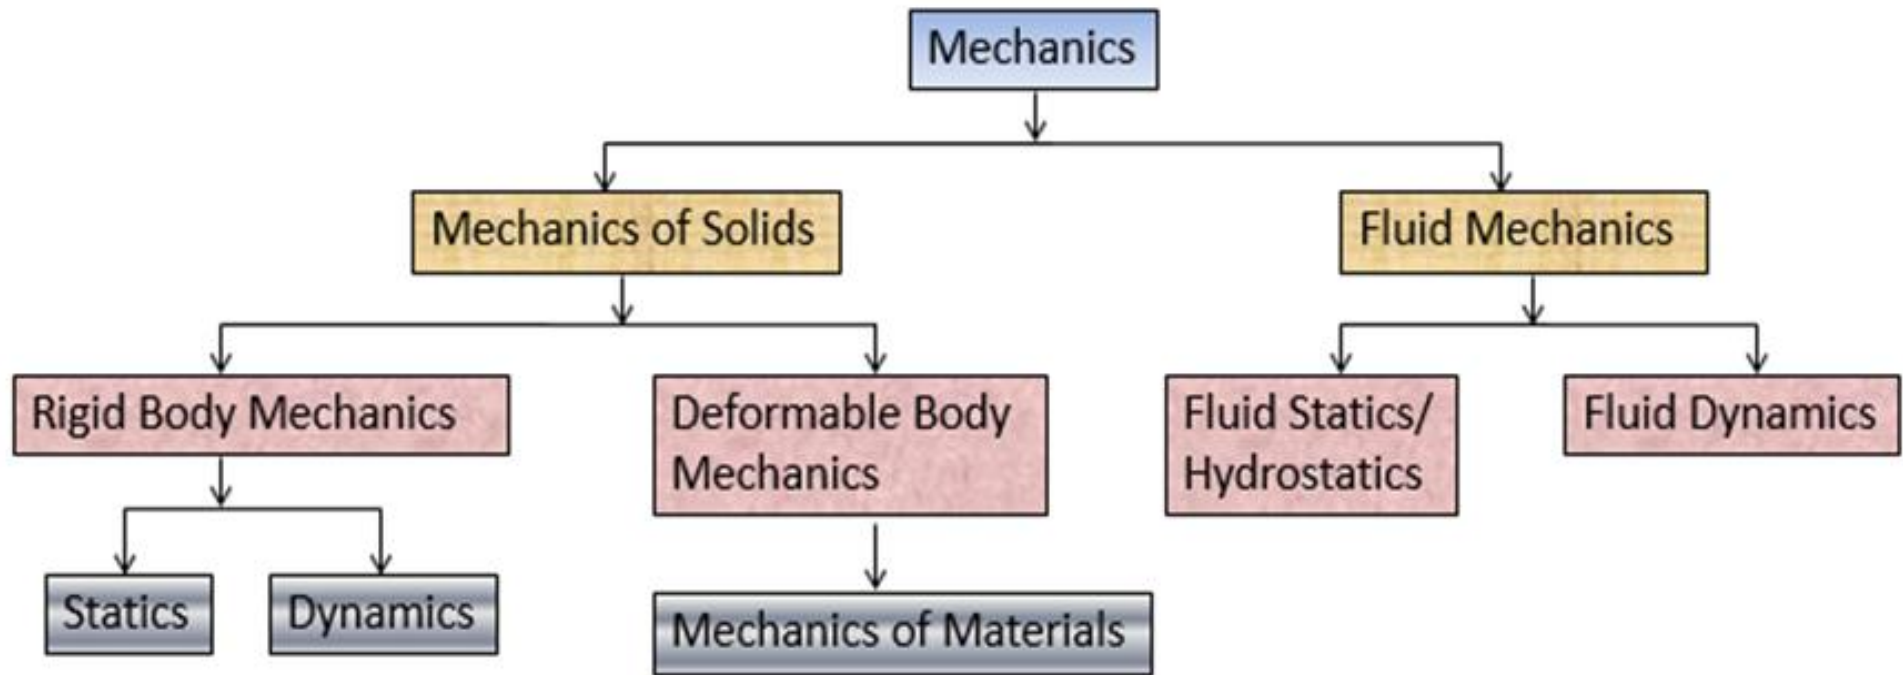 Mechanics
Mechanics of Solids
Fluid Mechanics
Rigid Body Mechanics
Deformable Body
Mechanics
Fluid Statics/
Hydrostatics
Fluid Dynamics
Statics
Dynamics
Mechanics of Materials